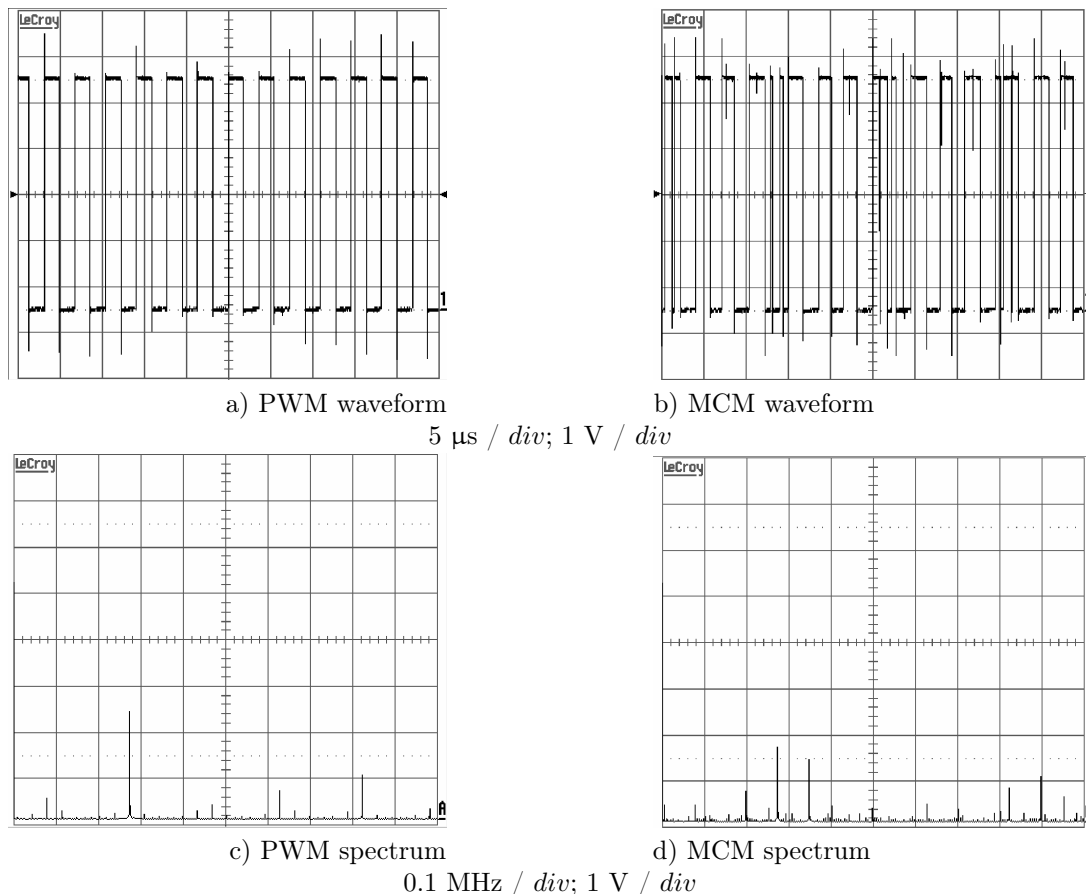 LeCroy
LeCroy
1
a) PWM waveform
b) MCM waveform
5 μs / div; 1 V / div
LeCroy
LeCroy
A
c) PWM spectrum
d) MCM spectrum
0.1 MHz / div; 1 V / div